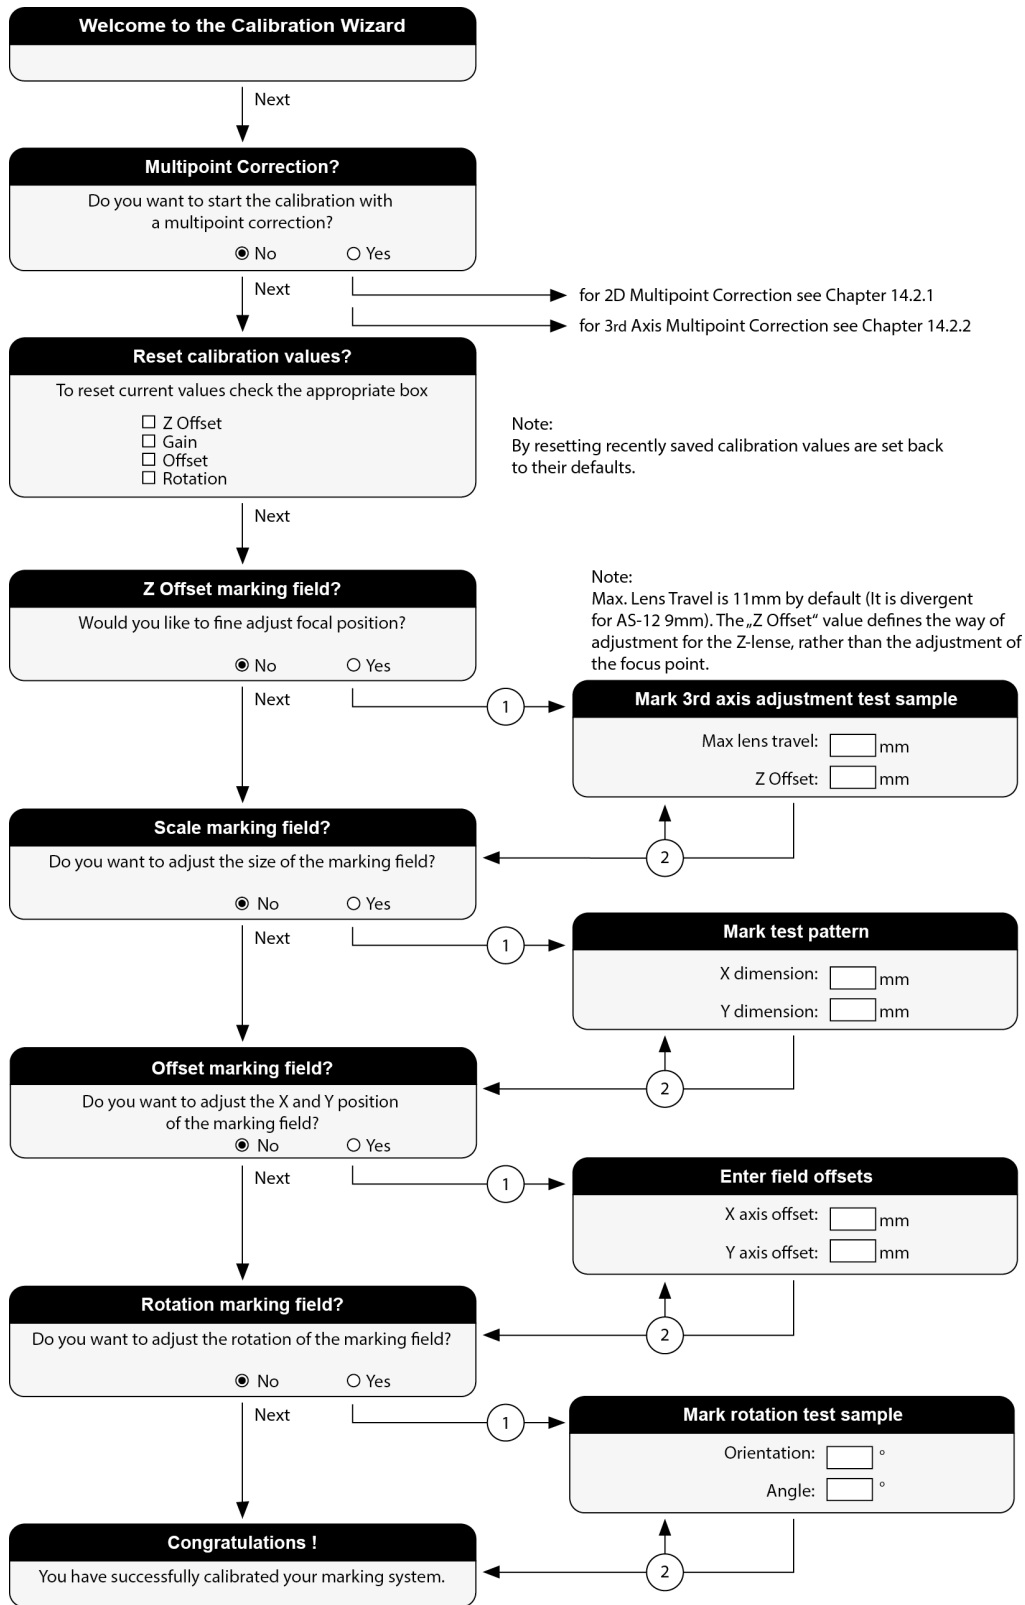 Welcome to the Calibration Wizard
Next
Multipoint Correction?
Do you want to start the calibration with
a multipoint correction?
No
Yes
Next
for 2D Multipoint Correction see Chapter 14.2.1
for 3rd Axis Multipoint Correction see Chapter 14.2.2
Reset calibration values?
To reset current values check the appropriate box
Z Offset
Gain
Offset
Rotation
Note:
By resetting recently saved calibration values are set back
to their defaults.
Next
Z Offset marking field?
Would you like to fine adjust focal position?
No
Yes
Note:
Max. Lens Travel is 11mm by default (It is divergent
for AS-12 9mm). The „Z Offset“ value defines the way of
adjustment for the Z-lense, rather than the adjustment of
the focus point.
Next
1
Mark 3rd axis adjustment test sample
Max lens travel: mm
Z Offset: mm
2
Scale marking field?
Do you want to adjust the size of the marking field?
No
Yes
Next
1
Mark test pattern
X dimension: mm
Y dimension: mm
2
Offset marking field?
Do you want to adjust the X and Y position
of the marking field?
No
Yes
Next
1
Enter field offsets
X axis offset: mm
Y axis offset: mm
2
Rotation marking field?
Do you want to adjust the rotation of the marking field?
No
Yes
Next
1
Mark rotation test sample
Orientation: °
Angle: °
2
Congratulations !
You have successfully calibrated your marking system.